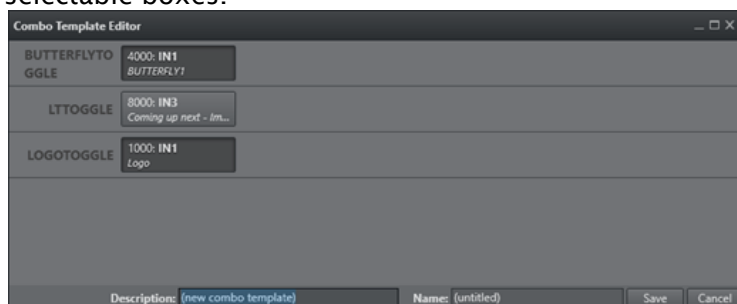 selectable boxes.
Combo Template Editor
BUTTERFLYTO
GGLE
4000: IN1
BUTTERFLY1
LTTOGGLE
8000: IN3
Coming up next - Im...
LOGOTOGGLE
1000: IN1
Logo
Description: (new combo template) Name: (untitled) Save Cancel